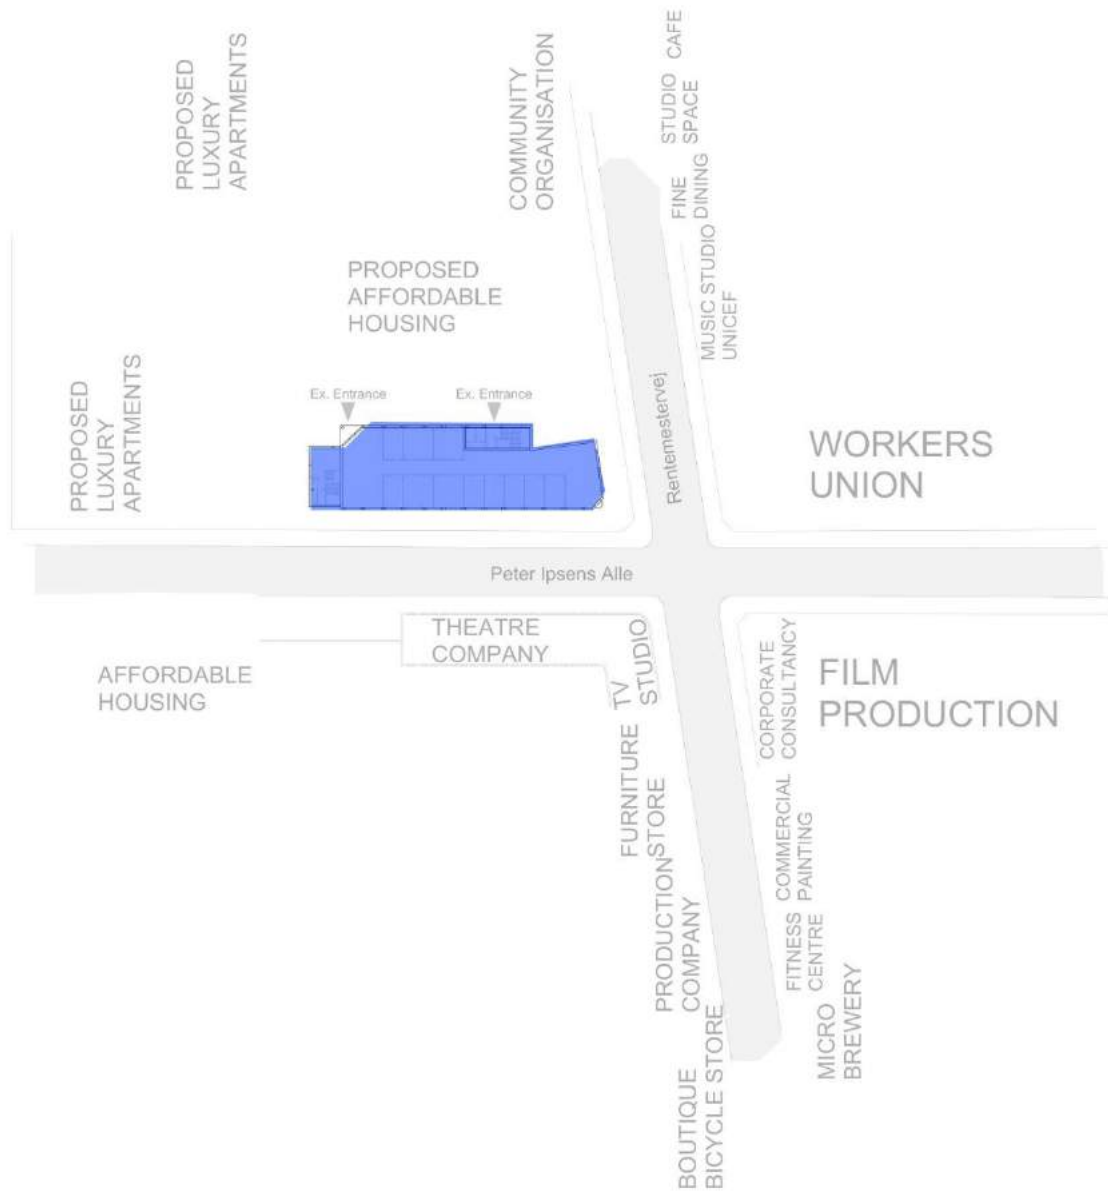 PROPOSED
LUXURY
APARTMENTS
COMMUNITY
ORGANISATION
STUDIO
SPACE
CAFE
FINE
DINING
MUSIC STUDIO
UNICEF
PROPOSED
AFFORDABLE
HOUSING
PROPOSED
LUXURY
APARTMENTS
Ex. Entrance
Ex. Entrance
Rentemestervej
WORKERS
UNION
Peter Ipsens Alle
THEATRE
COMPANY
AFFORDABLE
HOUSING
TV
STUDIO
CORPORATE
CONSULTANCY
FILM
PRODUCTION
FURNITURE
STORE
COMMERCIAL
PAINTING
PRODUCTION
COMPANY
FITNESS
CENTRE
MICRO
BREWERY
BOUTIQUE
BICYCLE STORE